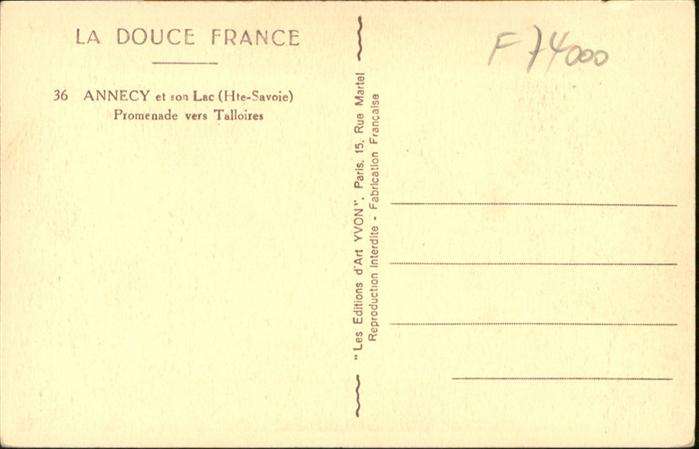 LA DOUCE FRANCE
36 ANNECY et son Lac (Hte-Savoie)
Promenade vers Talloires
"Les Editions d'Art YVON", Paris, 15, Rue Martel
Reproduction Interdite - Fabrication Française
F 74000